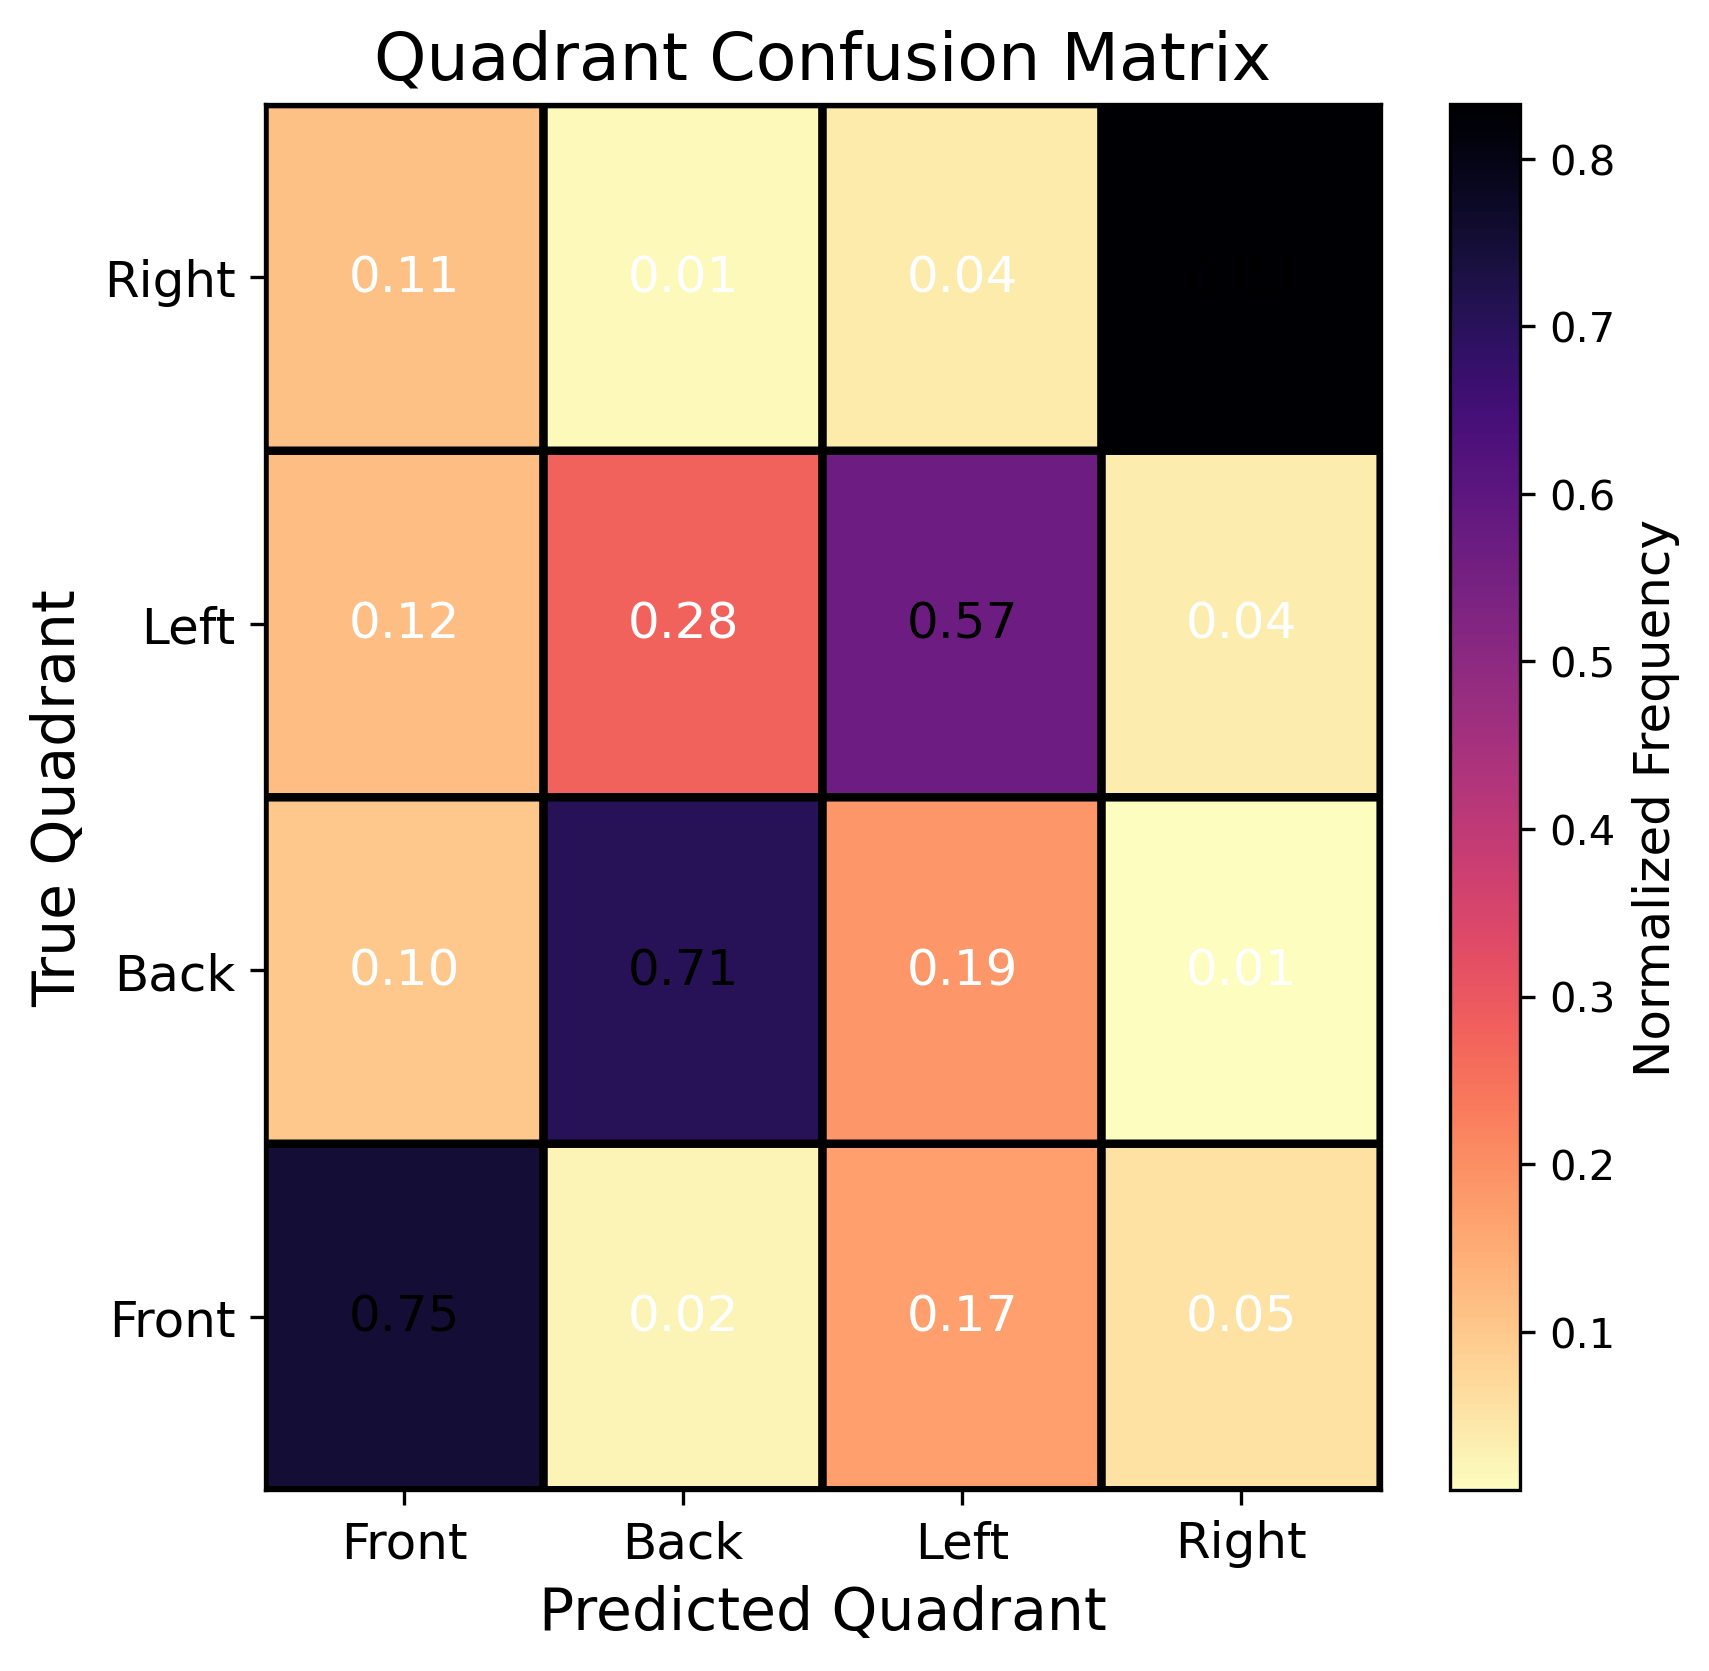 Quadrant Confusion Matrix
True Quadrant
Right 0.11 0.01 0.04
Left 0.12 0.28 0.57 0.04
Back 0.10 0.71 0.19 0.01
Front 0.75 0.02 0.17 0.05
Front Back Left Right
Predicted Quadrant
0.8
0.7
0.6
0.5
0.4
0.3
0.2
0.1
Normalized Frequency